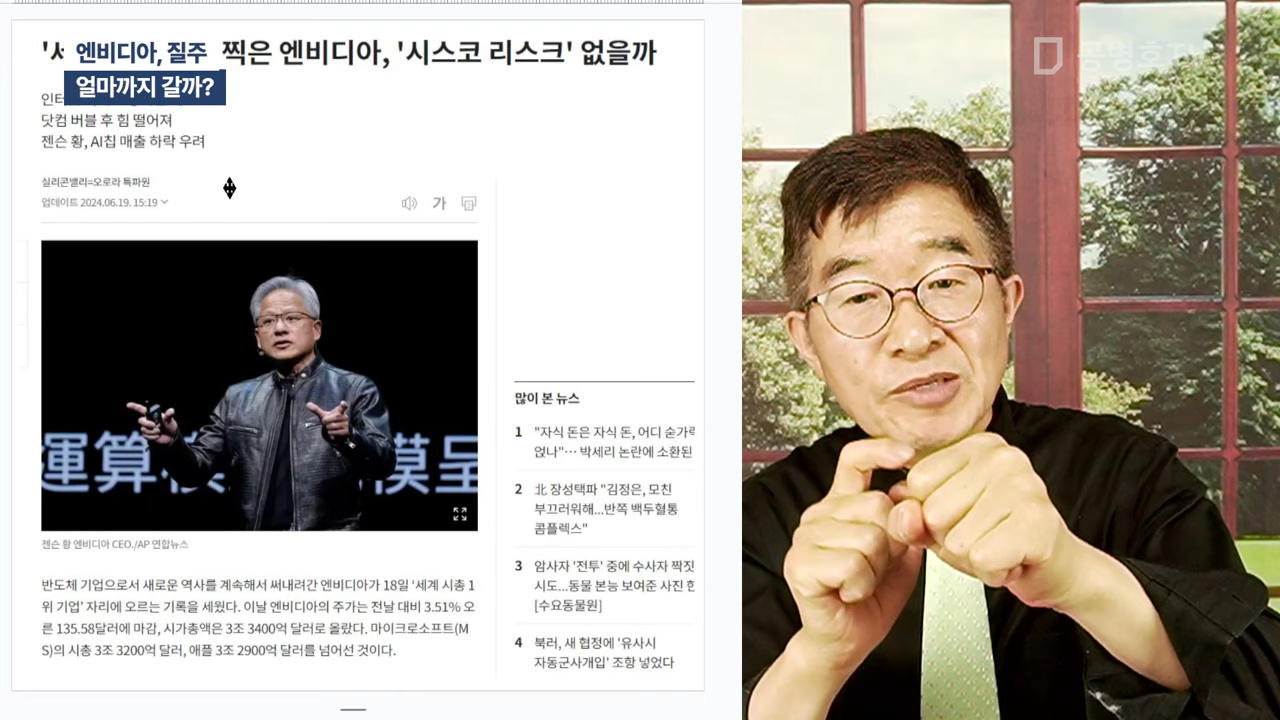 엔비디아, 질주
얼마까지 갈까?
찍은 엔비디아, '시스코 리스크' 없을까
닷컴 버블 후 힘 떨어져
젠슨 황, AI칩 매출 하락 우려
실리콘밸리=오로라 특파원
업데이트 2024.06.19. 15:19
가
運算
模呈
젠슨 황 엔비디아 CEO./AP 연합뉴스
반도체 기업으로서 새로운 역사를 계속해서 써내려간 엔비디아가 18일 ‘세계 시총 1
위 기업’ 자리에 오르는 기록을 세웠다. 이날 엔비디아의 주가는 전날 대비 3.51% 오
른 135.58달러에 마감, 시가총액은 3조 3400억 달러로 올랐다. 마이크로소프트(M
S)의 시총 3조 3200억 달러, 애플 3조 2900억 달러를 넘어선 것이다.
많이 본 뉴스
1 "자식 돈은 자식 돈, 어디 숟가락
얹나"… 박세리 논란에 소환된
2 北 장성택파 "김정은, 모친
부끄러워해...반쪽 백두혈통
콤플렉스"
3 암사자 '전투' 중에 수사자 짝짓
시도...동물 본능 보여준 사진 한
[수요동물원]
4 북러, 새 협정에 '유사시
자동군사개입' 조항 넣었다
공병호TV